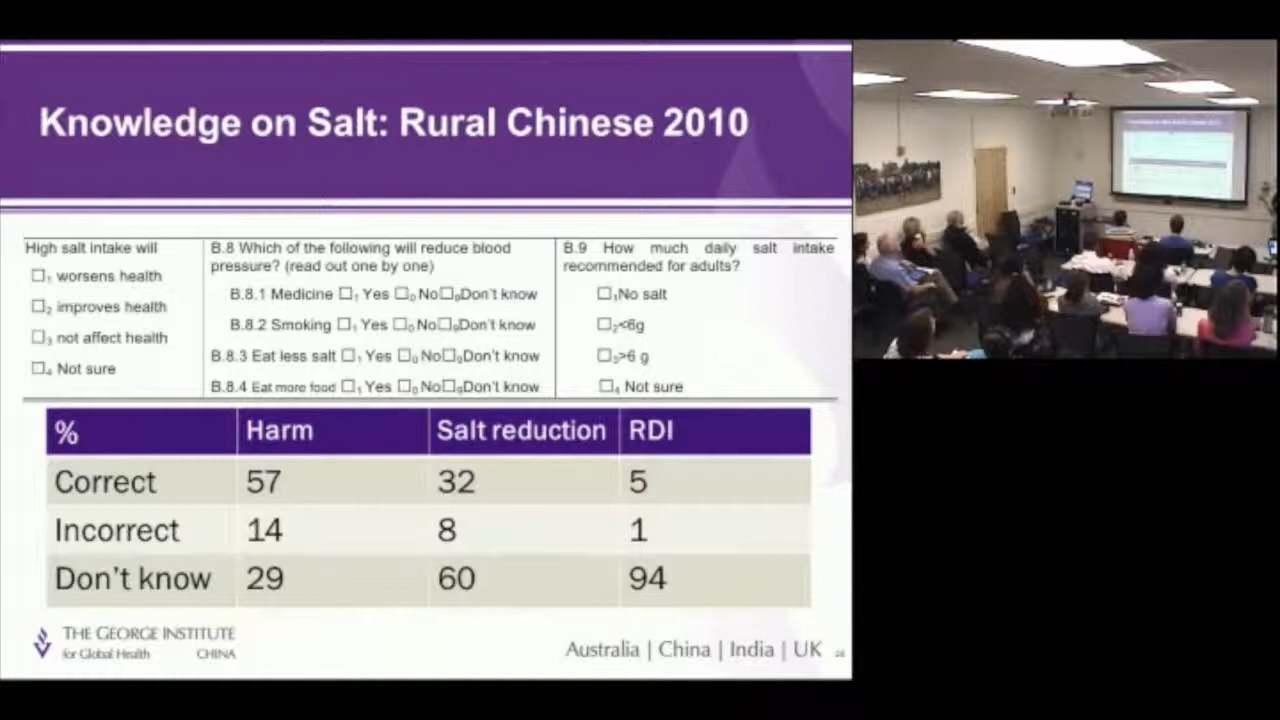 Knowledge on Salt: Rural Chinese 2010
High salt intake will
☐₁ worsens health
☐₂ improves health
☐₃ not affect health
☐₄ Not sure
B.8 Which of the following will reduce blood
pressure? (read out one by one)
B.8.1 Medicine ☐₁ Yes ☐₀ No☐₉Don't know
B.8.2 Smoking ☐₁ Yes ☐₀ No☐₉Don't know
B.8.3 Eat less salt ☐₁ Yes ☐₀ No☐₉Don't know
B.8.4 Eat more food ☐₁ Yes ☐₀ No☐₉Don't know
B.9 How much daily salt intake
recommended for adults?
☐₁No salt
☐₂<6g
☐₃>6 g
☐₄ Not sure
% Harm Salt reduction RDI
Correct 57 32 5
Incorrect 14 8 1
Don't know 29 60 94
THE GEORGE INSTITUTE
for Global Health CHINA
Australia | China | India | UK